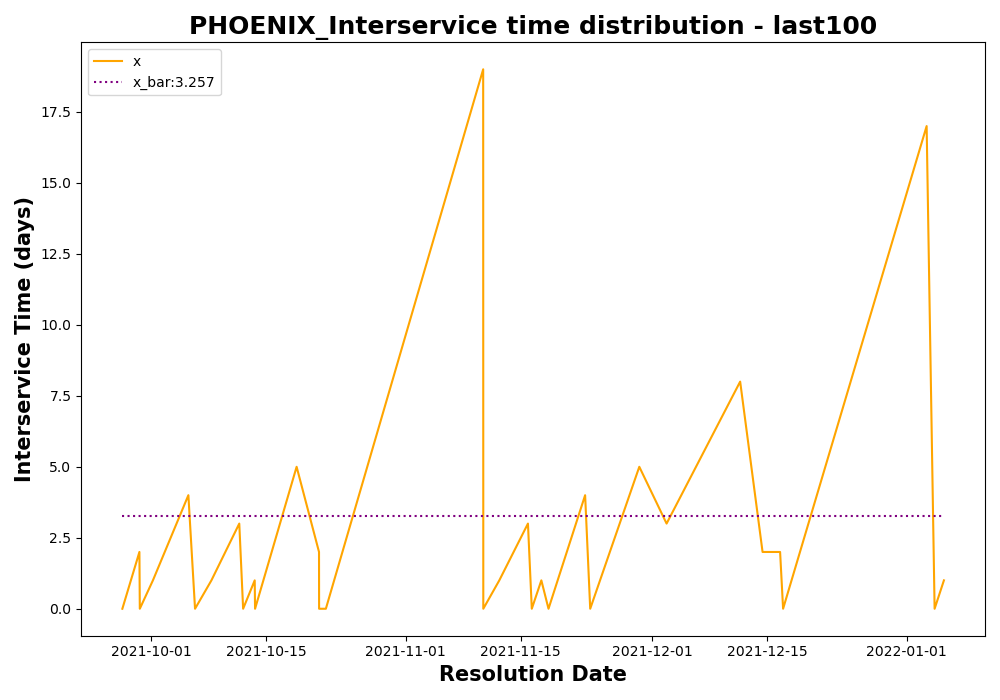 PHOENIX_Interservice time distribution - last100
x
x_bar:3.257
17.5
15.0
12.5
10.0
7.5
5.0
2.5
0.0
Interservice Time (days)
2021-10-01 2021-10-15 2021-11-01 2021-11-15 2021-12-01 2021-12-15 2022-01-01
Resolution Date